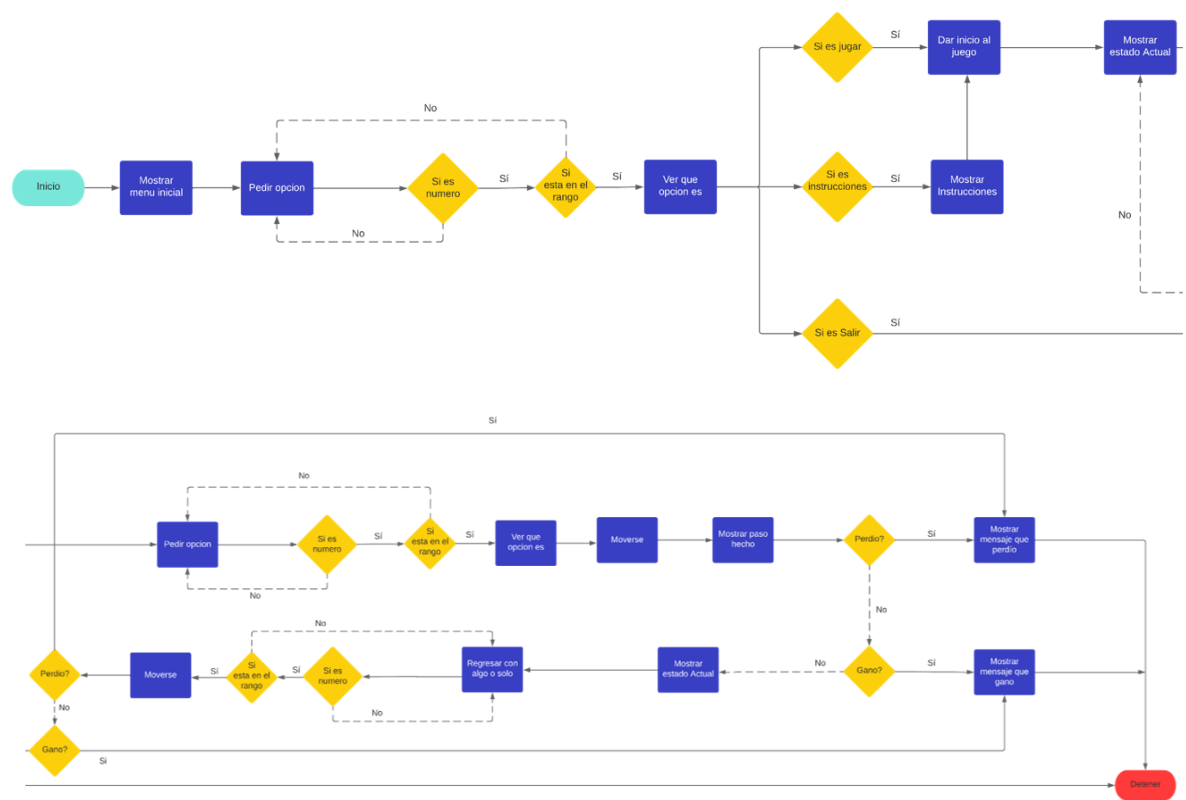 Si es jugar
Sí
Dar inicio al
juego
Mostrar
estado Actual
No
Inicio
Mostrar
menu inicial
Pedir opcion
Si es
numero
Sí
Si
esta en el
rango
Sí
Ver que
opcion es
Si es
instrucciones
Sí
Mostrar
Instrucciones
No
No
Si es Salir
Sí
Sí
No
Pedir opcion
Si es
numero
Sí
Si
esta en el
rango
Sí
Ver que
opcion es
Moverse
Mostrar paso
hecho
Perdio?
Sí
Mostrar
mensaje que
perdio
No
No
No
Perdio?
Moverse
Sí
Si
esta en el
rango
Sí
Si es
numero
Regresar con
algo o solo
Mostrar
estado Actual
No
Gano?
Sí
Mostrar
mensaje que
gano
No
No
Gano?
Si
Detener